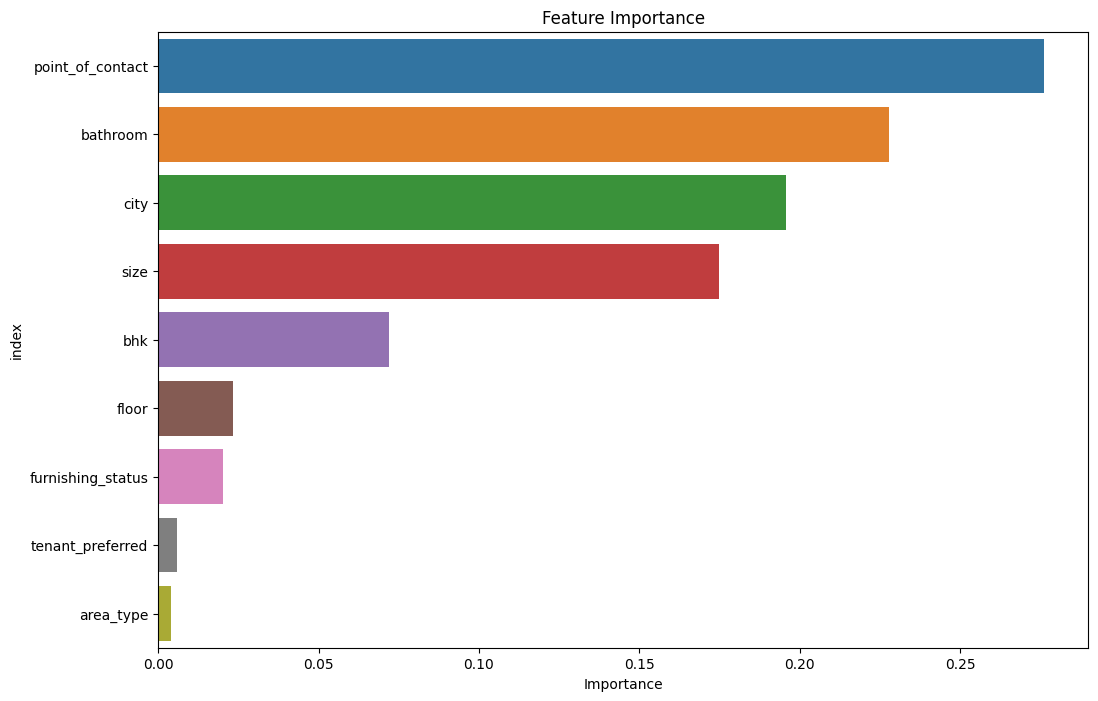 Feature Importance
point_of_contact
bathroom
city
size
bhk
floor
furnishing_status
tenant_preferred
area_type
index
0.00 0.05 0.10 0.15 0.20 0.25
Importance